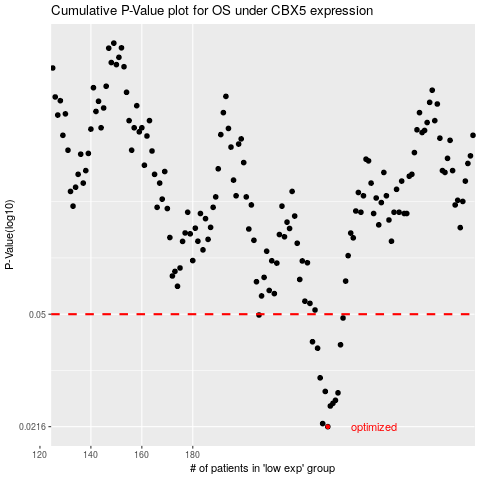 Cumulative P-Value plot for OS under CBX5 expression
P-Value(log10)
0.05
0.0216
optimized
120 140 160 180
# of patients in 'low exp' group